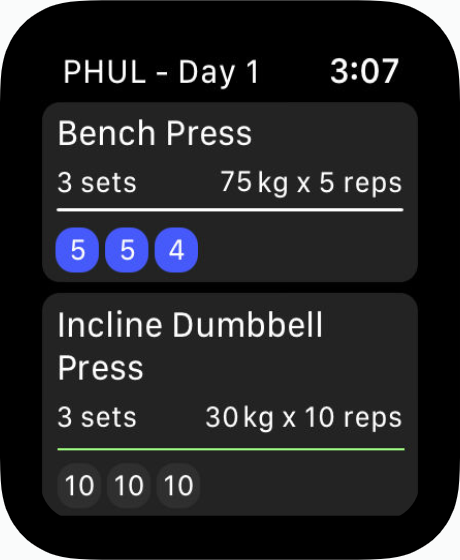 PHUL - Day 1 3:07
Bench Press
3 sets 75 kg x 5 reps
5 5 4
Incline Dumbbell
Press
3 sets 30 kg x 10 reps
10 10 10